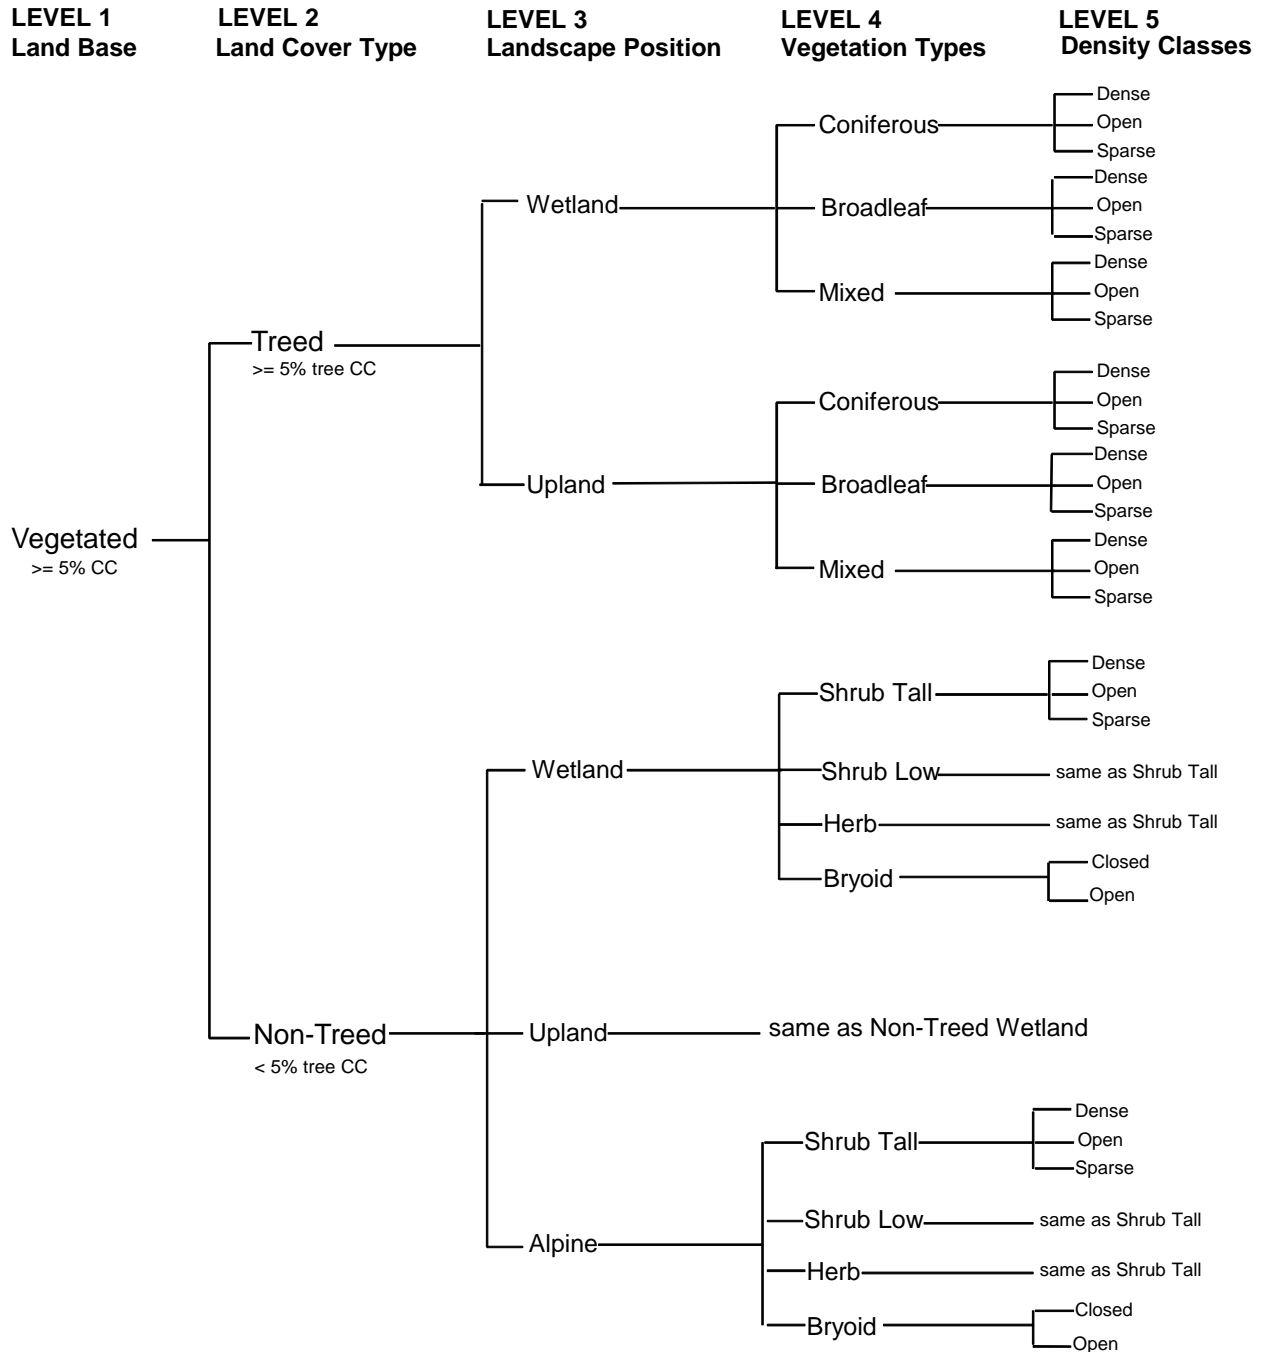 LEVEL 1
Land Base
LEVEL 2
Land Cover Type
LEVEL 3
Landscape Position
LEVEL 4
Vegetation Types
LEVEL 5
Density Classes
Vegetated
>= 5% CC
Treed
>= 5% tree CC
Wetland
Coniferous
Dense
Open
Sparse
Broadleaf
Dense
Open
Sparse
Mixed
Dense
Open
Sparse
Upland
Coniferous
Dense
Open
Sparse
Broadleaf
Dense
Open
Sparse
Mixed
Dense
Open
Sparse
Non-Treed
< 5% tree CC
Wetland
Shrub Tall
Dense
Open
Sparse
Shrub Low
same as Shrub Tall
Herb
same as Shrub Tall
Bryoid
Closed
Open
Upland
same as Non-Treed Wetland
Alpine
Shrub Tall
Dense
Open
Sparse
Shrub Low
same as Shrub Tall
Herb
same as Shrub Tall
Bryoid
Closed
Open